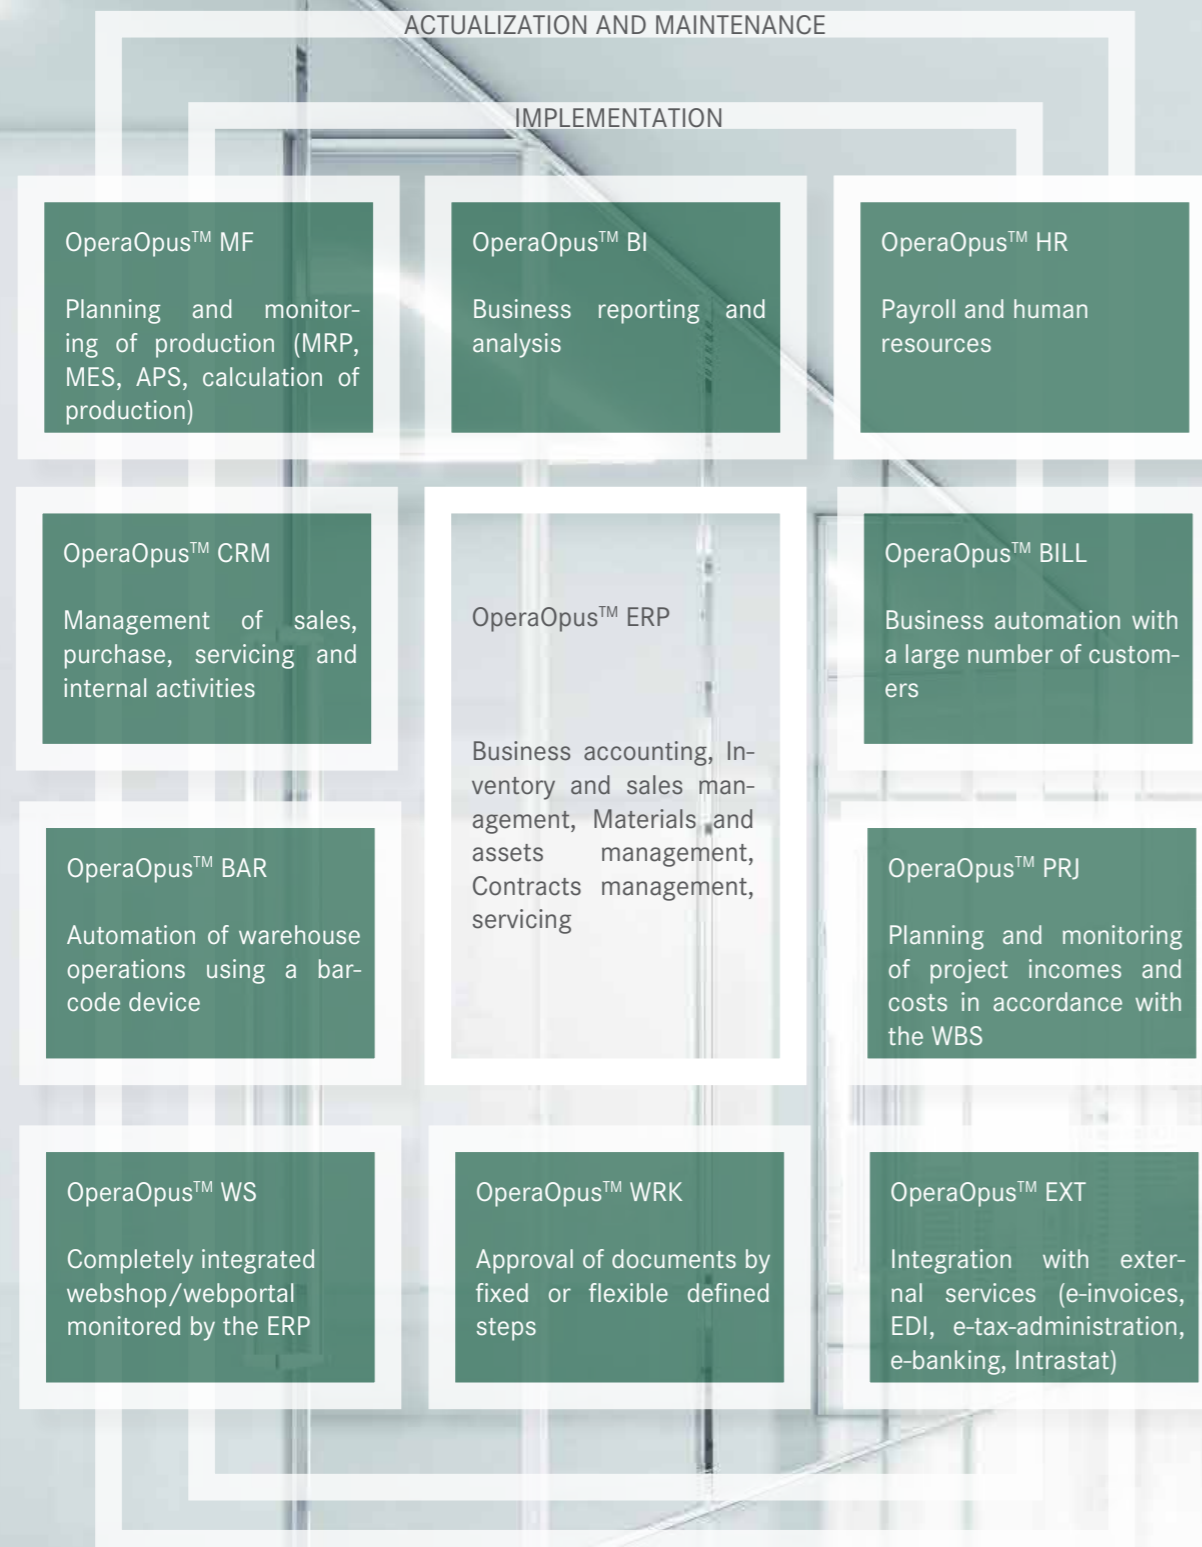 ACTUALIZATION AND MAINTENANCE
IMPLEMENTATION
OperaOpus™ MF
Planning and monitor-
ing of production (MRP,
MES, APS, calculation of
production)
OperaOpus™ BI
Business reporting and
analysis
OperaOpus™ HR
Payroll and human
resources
OperaOpus™ CRM
Management of sales,
purchase, servicing and
internal activities
OperaOpus™ ERP
Business accounting, In-
ventory and sales man-
agement, Materials and
assets management,
Contracts management,
servicing
OperaOpus™ BILL
Business automation with
a large number of custom-
ers
OperaOpus™ BAR
Automation of warehouse
operations using a bar-
code device
OperaOpus™ PRJ
Planning and monitoring
of project incomes and
costs in accordance with
the WBS
OperaOpus™ WS
Completely integrated
webshop/webportal
monitored by the ERP
OperaOpus™ WRK
Approval of documents by
fixed or flexible defined
steps
OperaOpus™ EXT
Integration with exter-
nal services (e-invoices,
EDI, e-tax-administration,
e-banking, Intrastat)